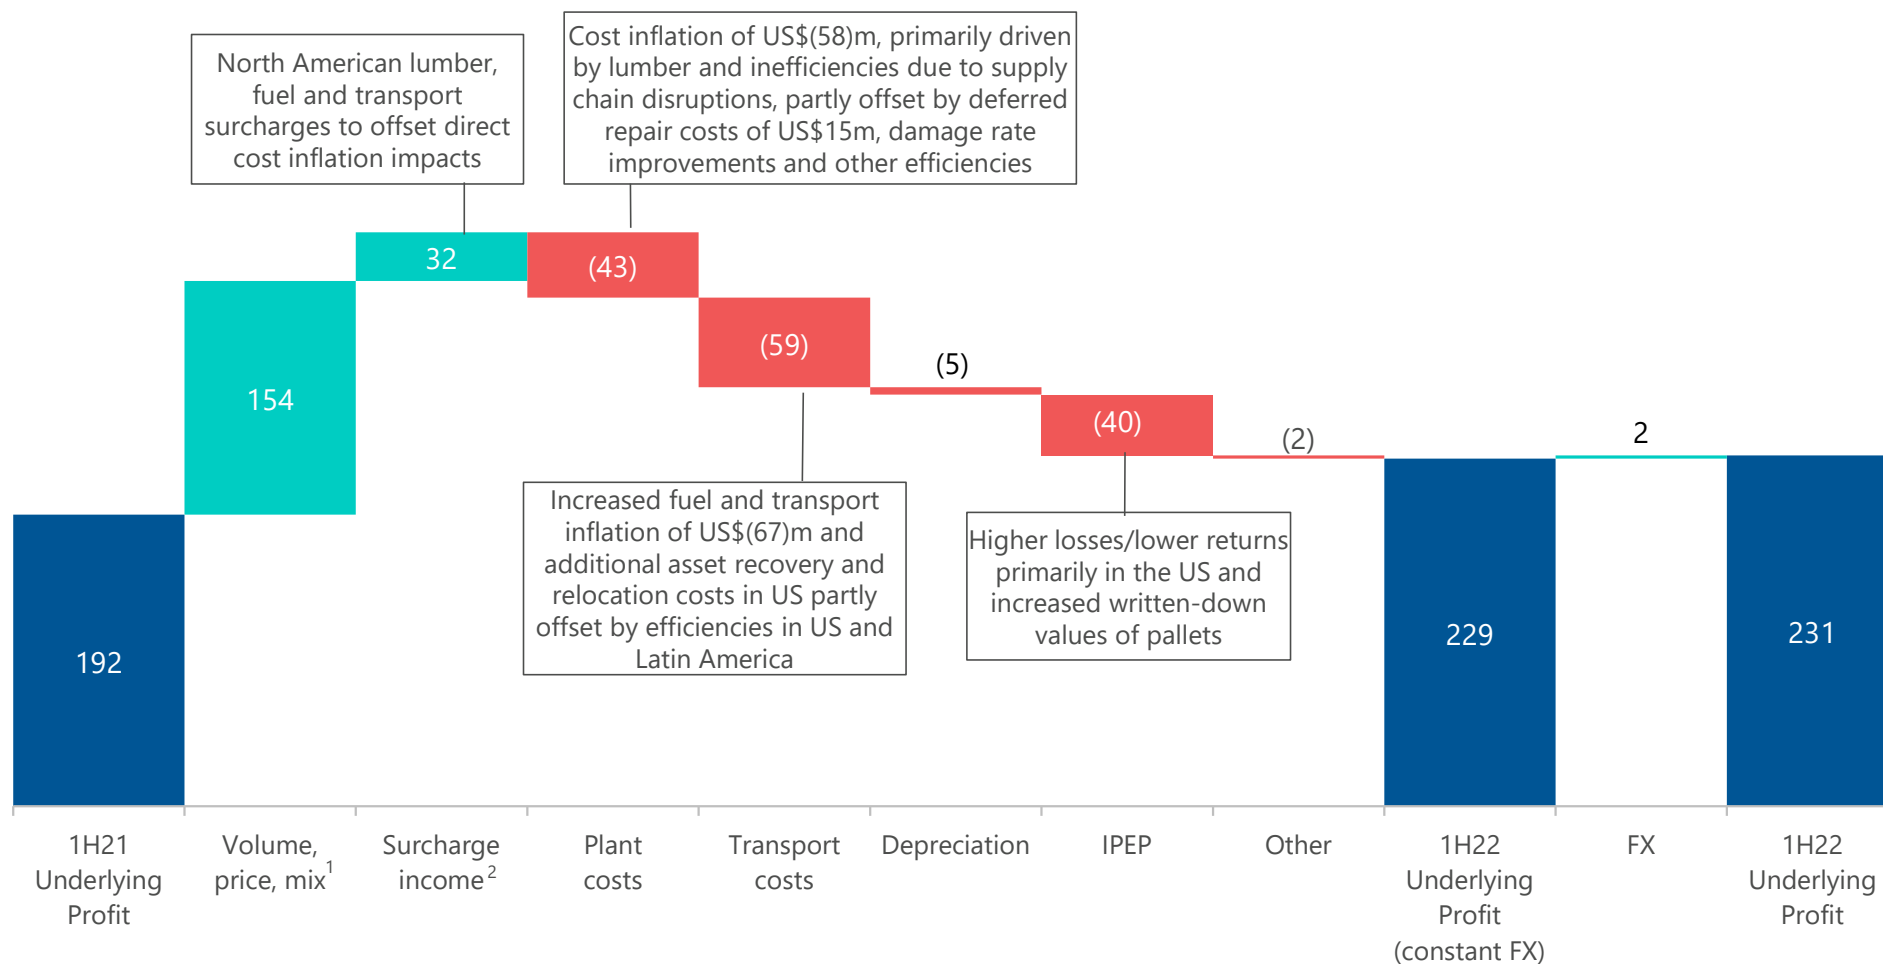 North American lumber,
fuel and transport
surcharges to offset direct
cost inflation impacts
Cost inflation of US$(58)m, primarily driven
by lumber and inefficiencies due to supply
chain disruptions, partly offset by deferred
repair costs of US$15m, damage rate
improvements and other efficiencies
192
154
32
(43)
(59)
(5)
(40)
(2)
229
2
231
Increased fuel and transport
inflation of US$(67)m and
additional asset recovery and
relocation costs in US partly
offset by efficiencies in US and
Latin America
Higher losses/lower returns
primarily in the US and
increased written-down
values of pallets
1H21
Underlying
Profit
Volume,
price, mix1
Surcharge
income2
Plant
costs
Transport
costs
Depreciation
IPEP
Other
1H22
Underlying
Profit
(constant FX)
FX
1H22
Underlying
Profit